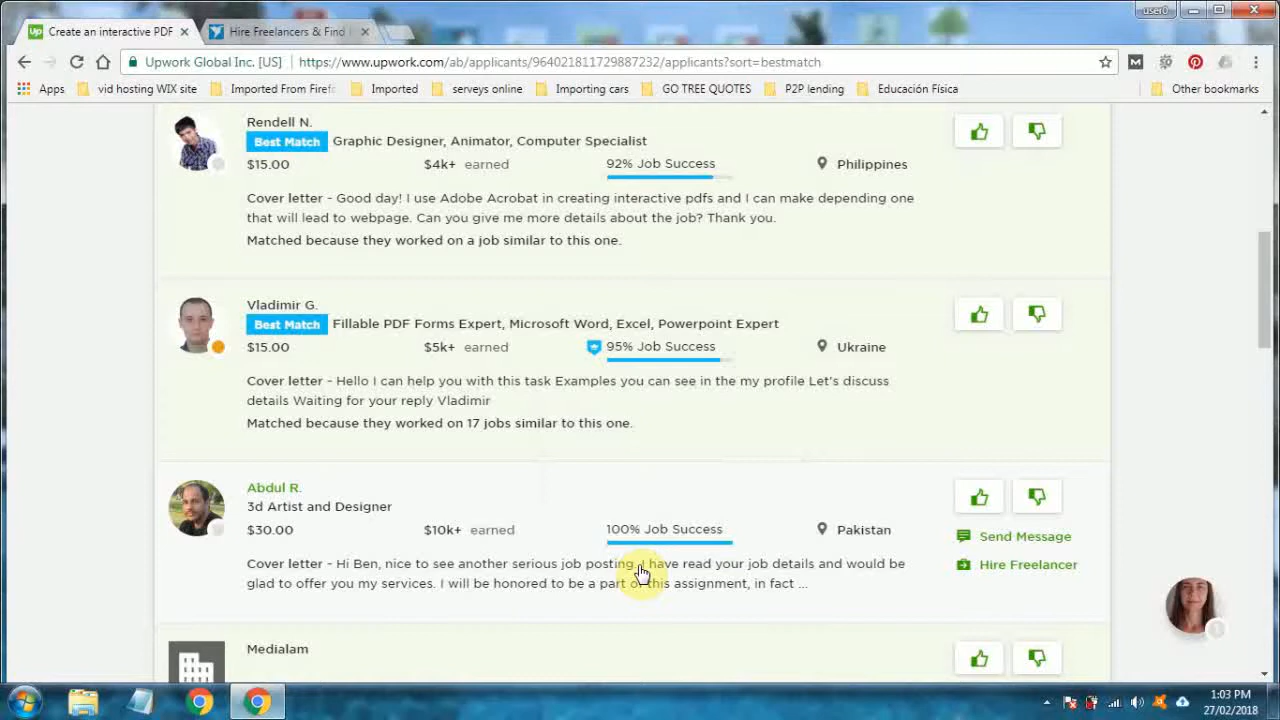 user0
Up Create an interactive PDF
Hire Freelancers & Find
Upwork Global Inc. [US] https://www.upwork.com/ab/applicants/964021811729887232/applicants?sort=bestmatch
M
Apps vid hosting WIX site Imported From Firef Imported serveys online Importing cars GO TREE QUOTES P2P lending Educación Física Other bookmarks
Rendell N.
Best Match Graphic Designer, Animator, Computer Specialist
$15.00 $4k+ earned 92% Job Success Philippines
Cover letter - Good day! I use Adobe Acrobat in creating interactive pdfs and I can make depending one
that will lead to webpage. Can you give me more details about the job? Thank you.
Matched because they worked on a job similar to this one.
Vladimir G.
Best Match Fillable PDF Forms Expert, Microsoft Word, Excel, Powerpoint Expert
$15.00 $5k+ earned 95% Job Success Ukraine
Cover letter - Hello I can help you with this task Examples you can see in the my profile Let's discuss
details Waiting for your reply Vladimir
Matched because they worked on 17 jobs similar to this one.
Abdul R.
3d Artist and Designer
$30.00 $10k+ earned 100% Job Success Pakistan
Send Message
Hire Freelancer
Cover letter - Hi Ben, nice to see another serious job posting. I have read your job details and would be
glad to offer you my services. I will be honored to be a part of this assignment, in fact ...
Medialam
1:03 PM
27/02/2018